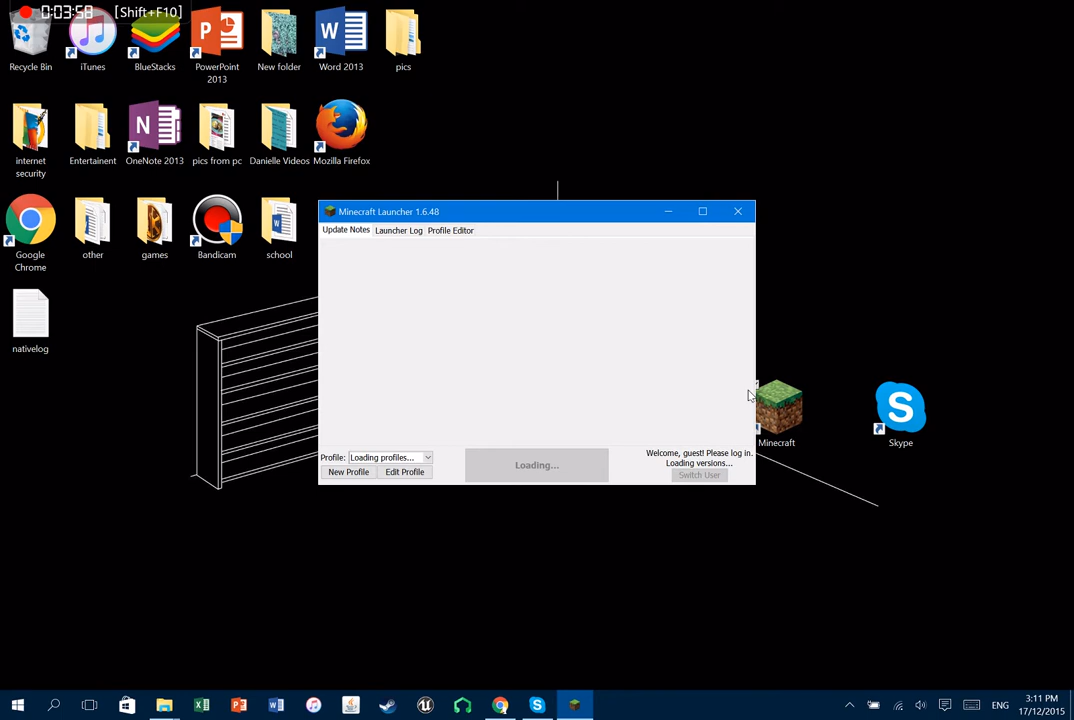 0:03:58 [Shift+F10]
Recycle Bin
iTunes
BlueStacks
PowerPoint
2013
New folder
Word 2013
pics
internet
security
Entertainent
OneNote 2013
pics from pc
Danielle Videos
Mozilla Firefox
Google
Chrome
other
games
Bandicam
school
nativelog
Minecraft Launcher 1.6.48
Update Notes
Launcher Log
Profile Editor
Profile:
Loading profiles...
New Profile
Edit Profile
Loading...
Welcome, guest! Please log in.
Loading versions...
Switch User
Minecraft
Skype
ENG
3:11 PM
17/12/2015